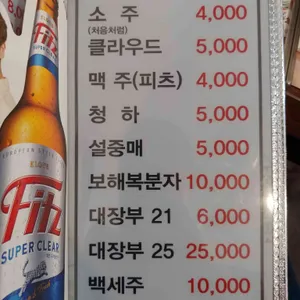 8.0
소 주 4,000
(처음처럼)
클라우드 5,000
맥 주(피츠) 4,000
청 하 5,000
설중매 5,000
보해복분자 10,000
대장부 21 6,000
대장부 25 25,000
백세주 10,000
Fitz
SUPER CLEAR